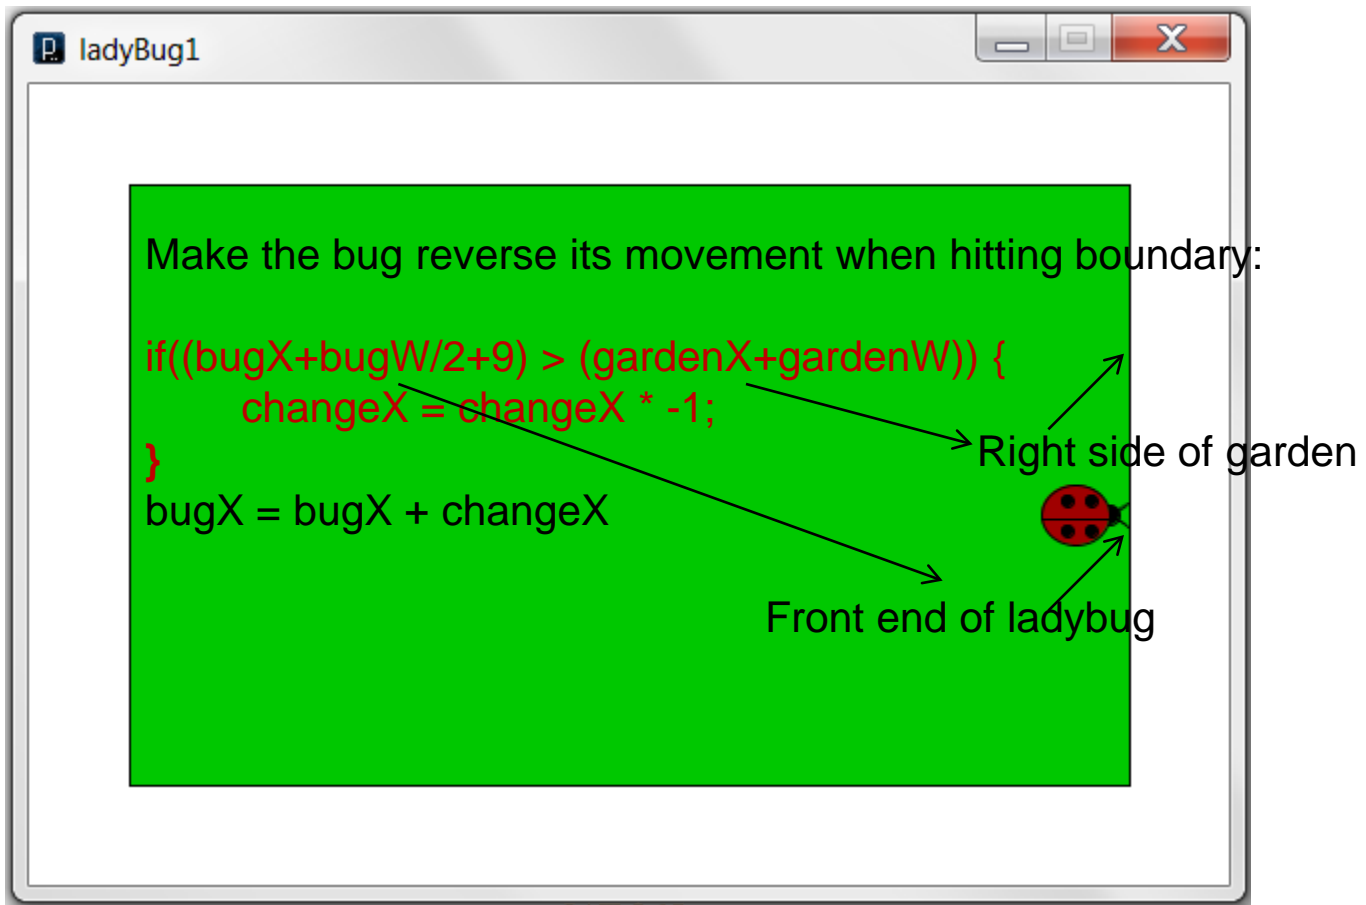 ladyBug1
Make the bug reverse its movement when hitting boundary:
if((bugX+bugW/2+9) > (gardenX+gardenW)) {
changeX = changeX * -1;
}
bugX = bugX + changeX
Right side of garden
Front end of ladybug